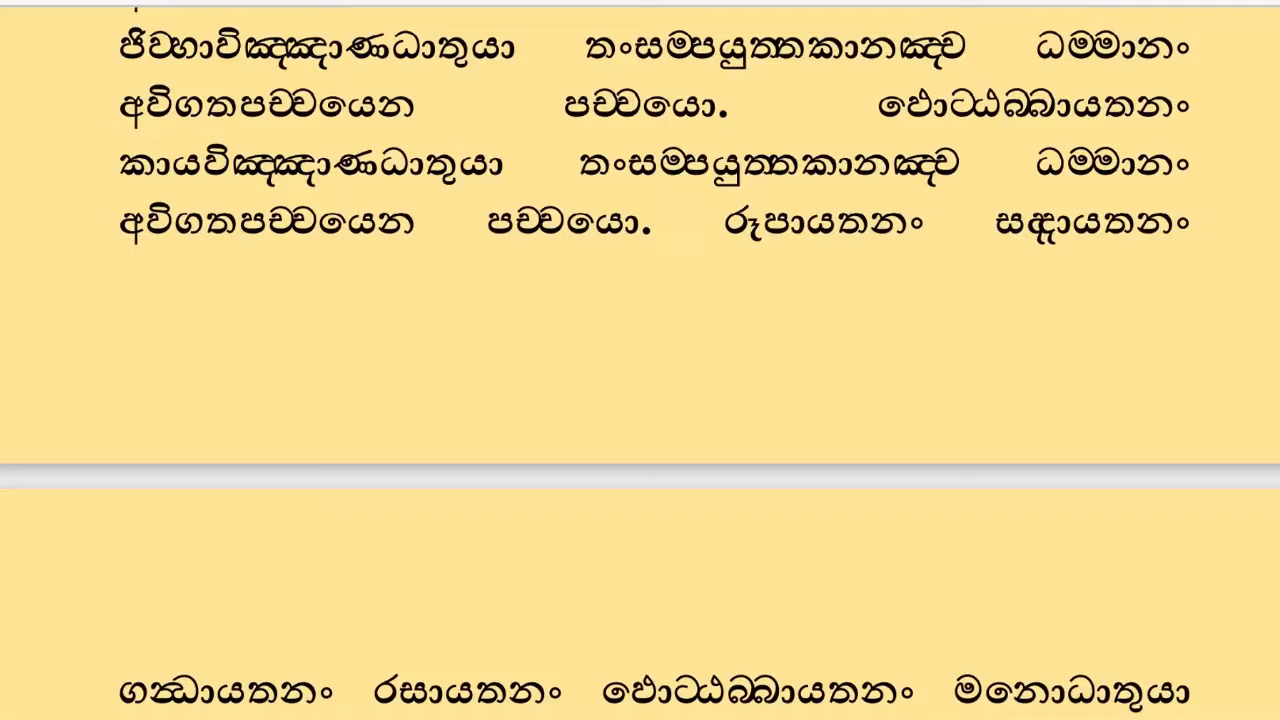 ජිව්හාවිඤ්ඤාණධාතුයා තංසම්පයුත්තකානඤ්ච ධම්මානං
අවිගතපච්චයෙන පච්චයො. ඵොට්ඨබ්බායතනං
කායවිඤ්ඤාණධාතුයා තංසම්පයුත්තකානඤ්ච ධම්මානං
අවිගතපච්චයෙන පච්චයො. රූපායතනං සද්දායතනං
ගන්ධායතනං රසායතනං ඵොට්ඨබ්බායතනං මනොධාතුයා